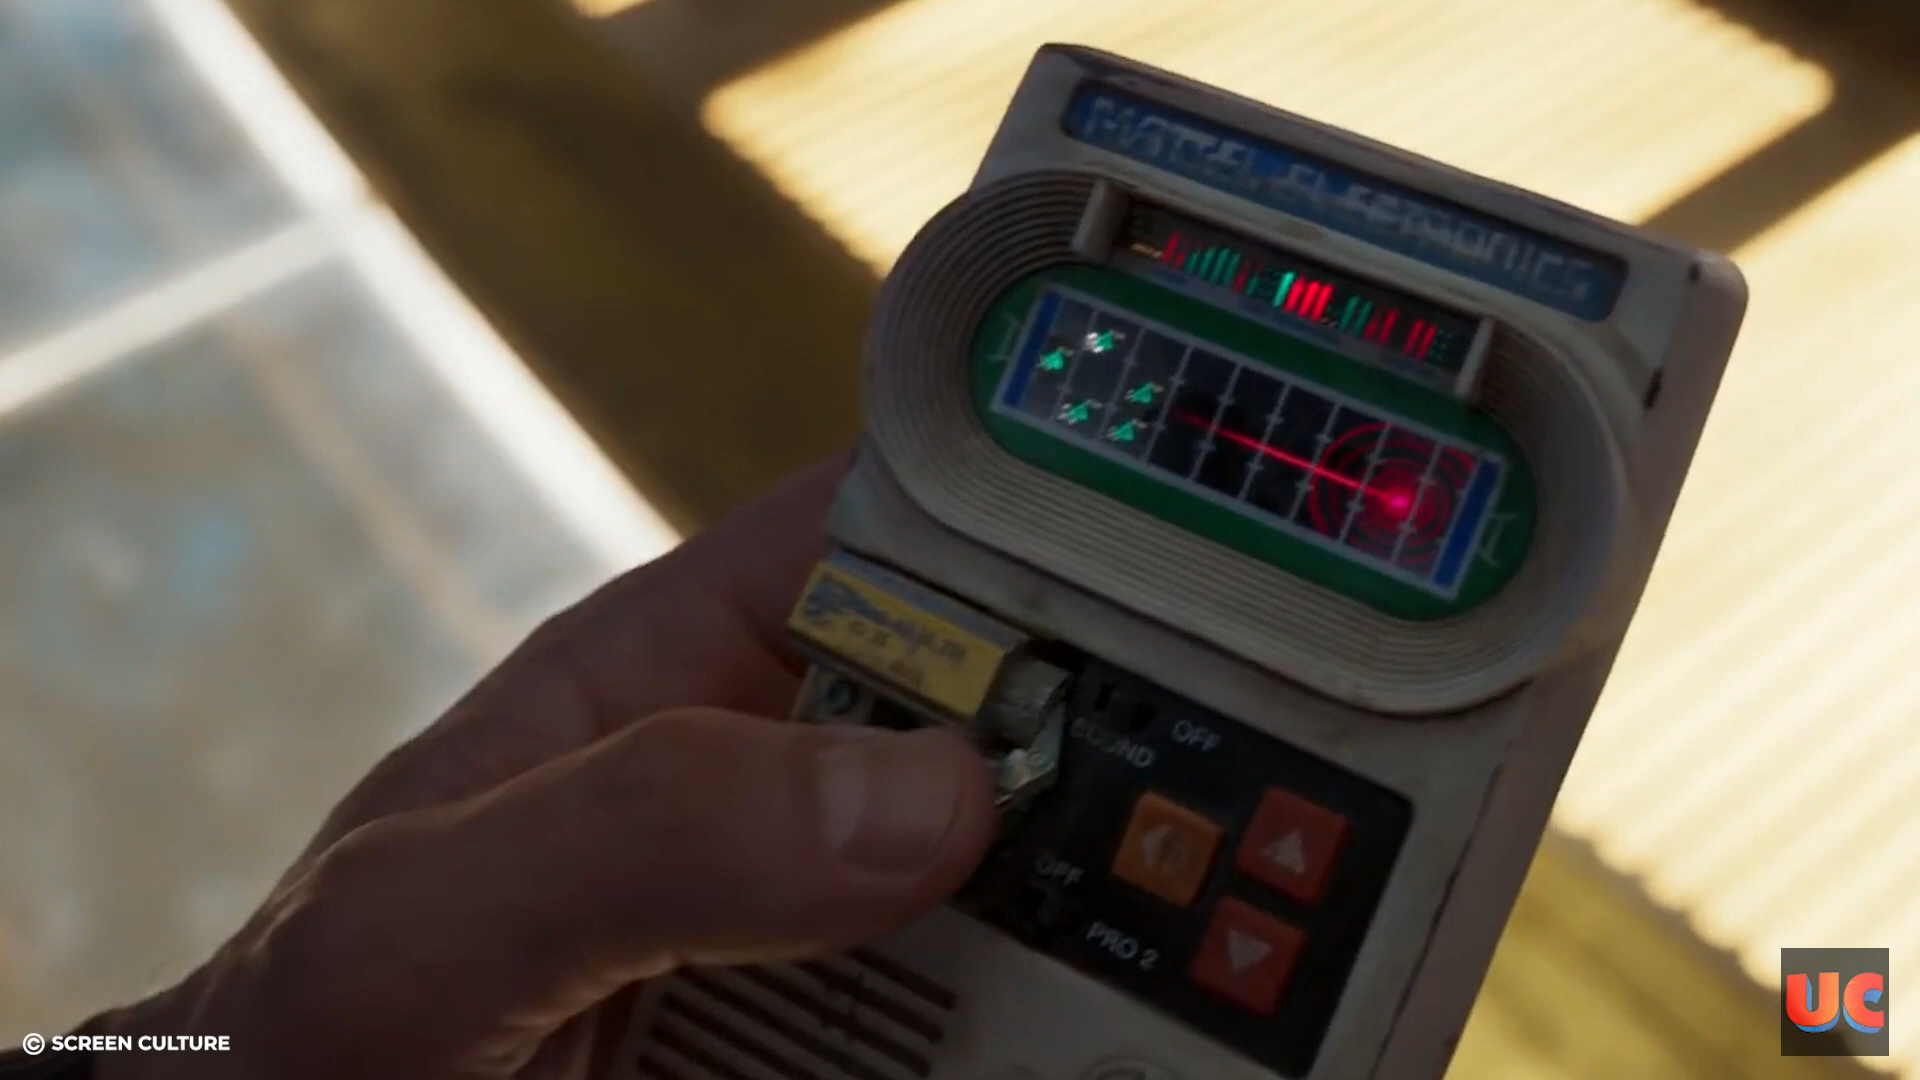 MATTEL ELECTRONICS
SOUND
OFF
OFF
PRO 2
© SCREEN CULTURE
UC